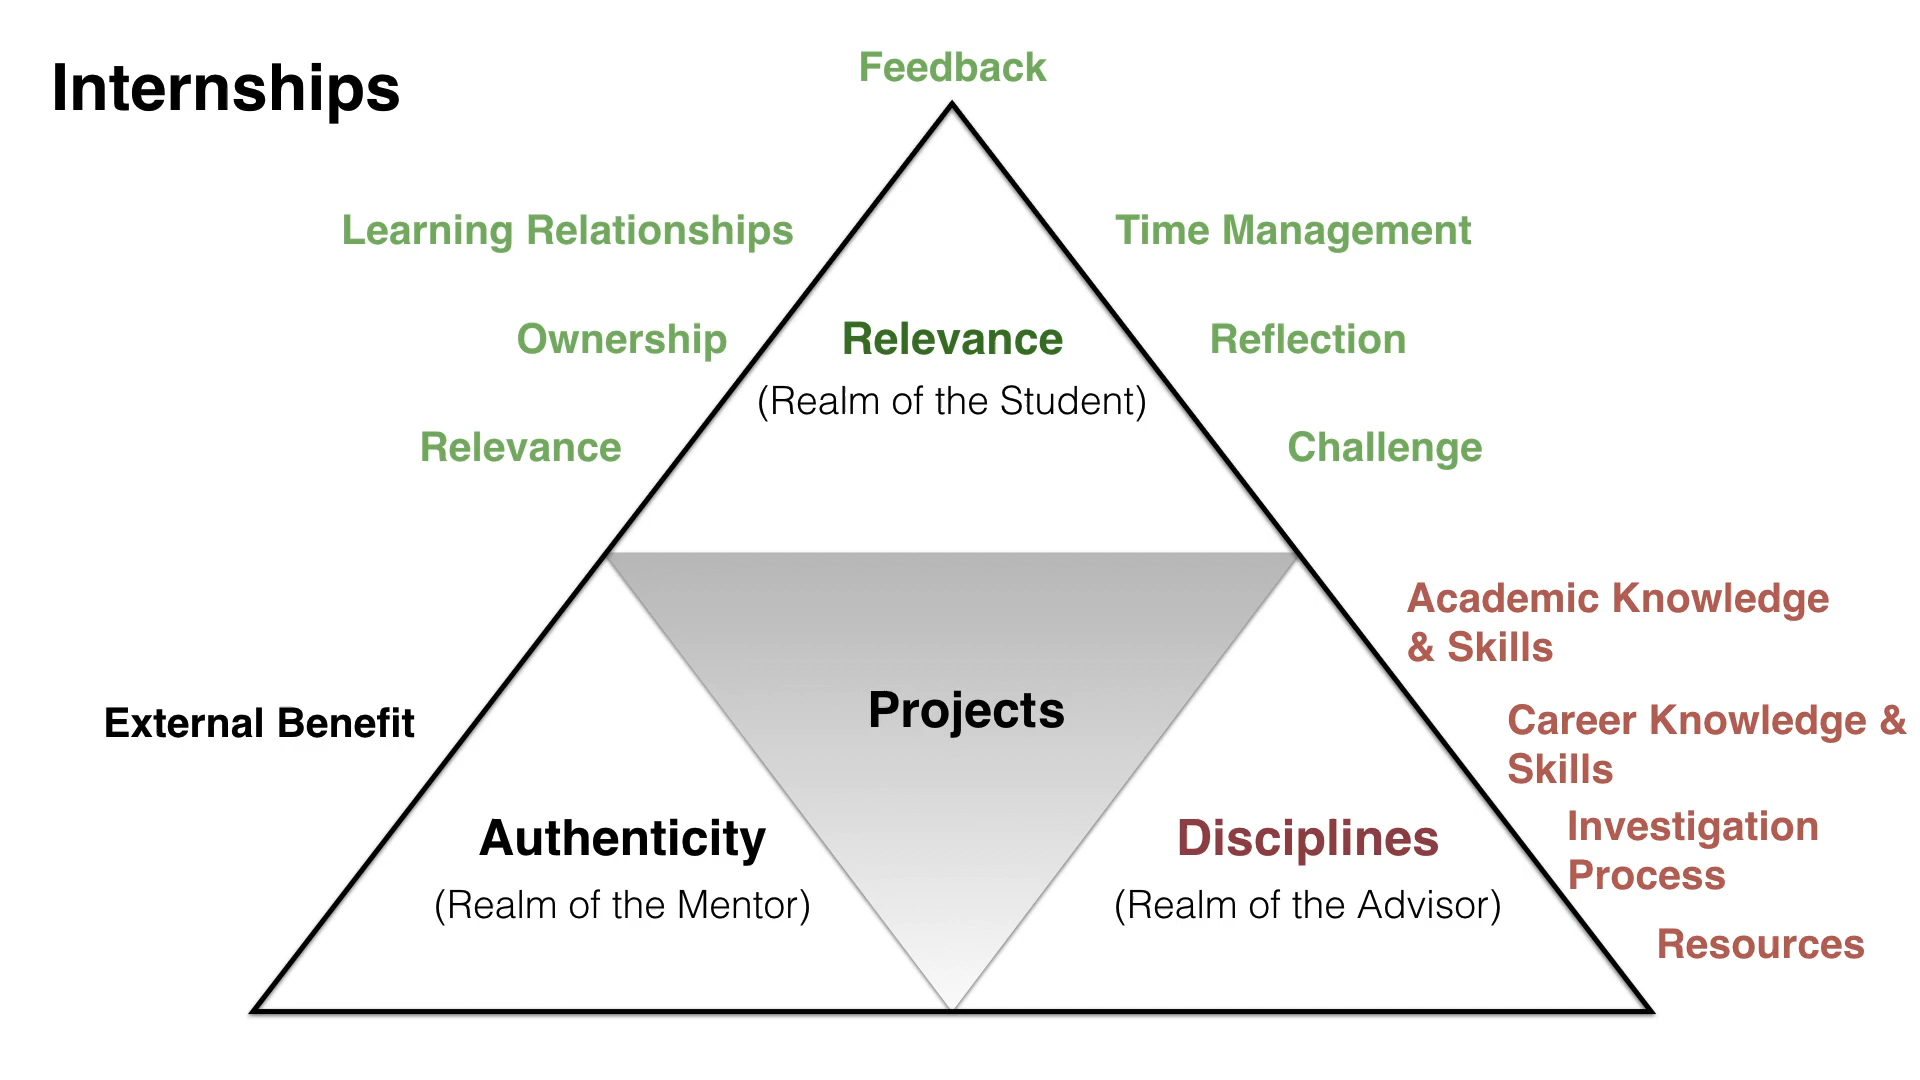 Internships
Feedback
Learning Relationships
Time Management
Ownership
Relevance
Reflection
(Realm of the Student)
Relevance
Challenge
Academic Knowledge
& Skills
Projects
External Benefit
Career Knowledge &
Skills
Authenticity
Disciplines
Investigation
Process
(Realm of the Mentor)
(Realm of the Advisor)
Resources